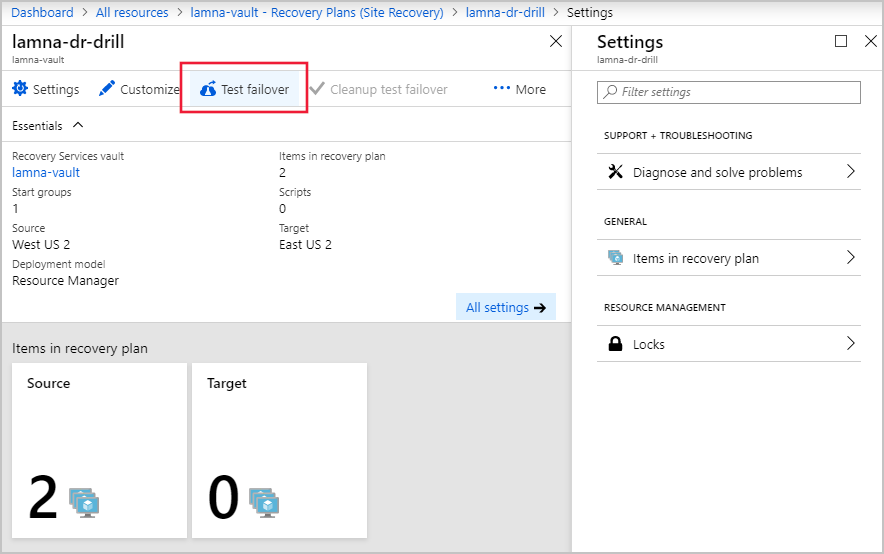 Dashboard > All resources > lamna-vault - Recovery Plans (Site Recovery) > lamna-dr-drill > Settings
lamna-dr-drill
lamna-vault
Settings Customize Test failover Cleanup test failover ••• More
Essentials
Recovery Services vault
lamna-vault
Items in recovery plan
2
Start groups
1
Scripts
0
Source
West US 2
Target
East US 2
Deployment model
Resource Manager
All settings →
Items in recovery plan
Source
2
Target
0
Settings
lamna-dr-drill
Filter settings
SUPPORT + TROUBLESHOOTING
Diagnose and solve problems
GENERAL
Items in recovery plan
RESOURCE MANAGEMENT
Locks